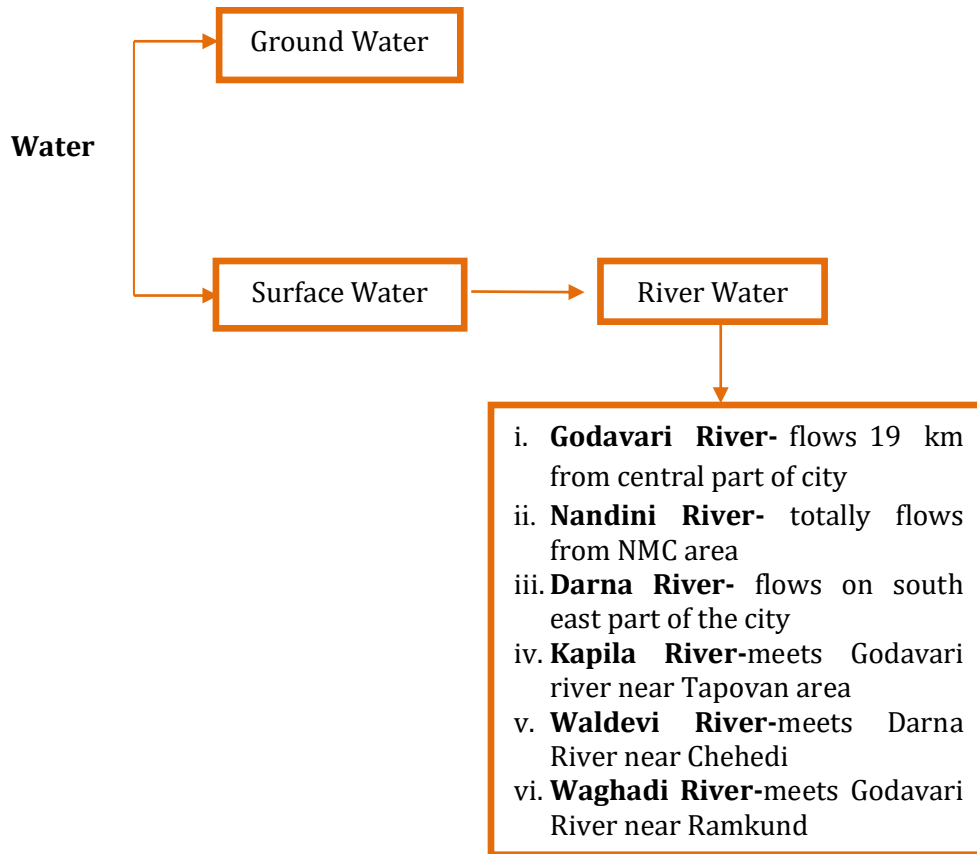 Ground Water
Water
Surface Water
River Water
i. Godavari River- flows 19 km
from central part of city
ii. Nandini River- totally flows
from NMC area
iii. Darna River- flows on south
east part of the city
iv. Kapila River-meets Godavari
river near Tapovan area
v. Waldevi River-meets Darna
River near Chehedi
vi. Waghadi River-meets Godavari
River near Ramkund